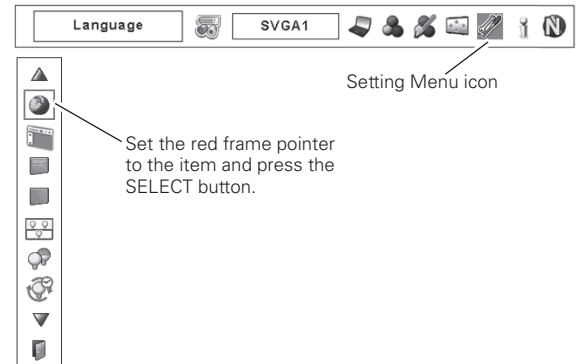 Language SVGA1 i N
Setting Menu icon
Set the red frame pointer
to the item and press the
SELECT button.